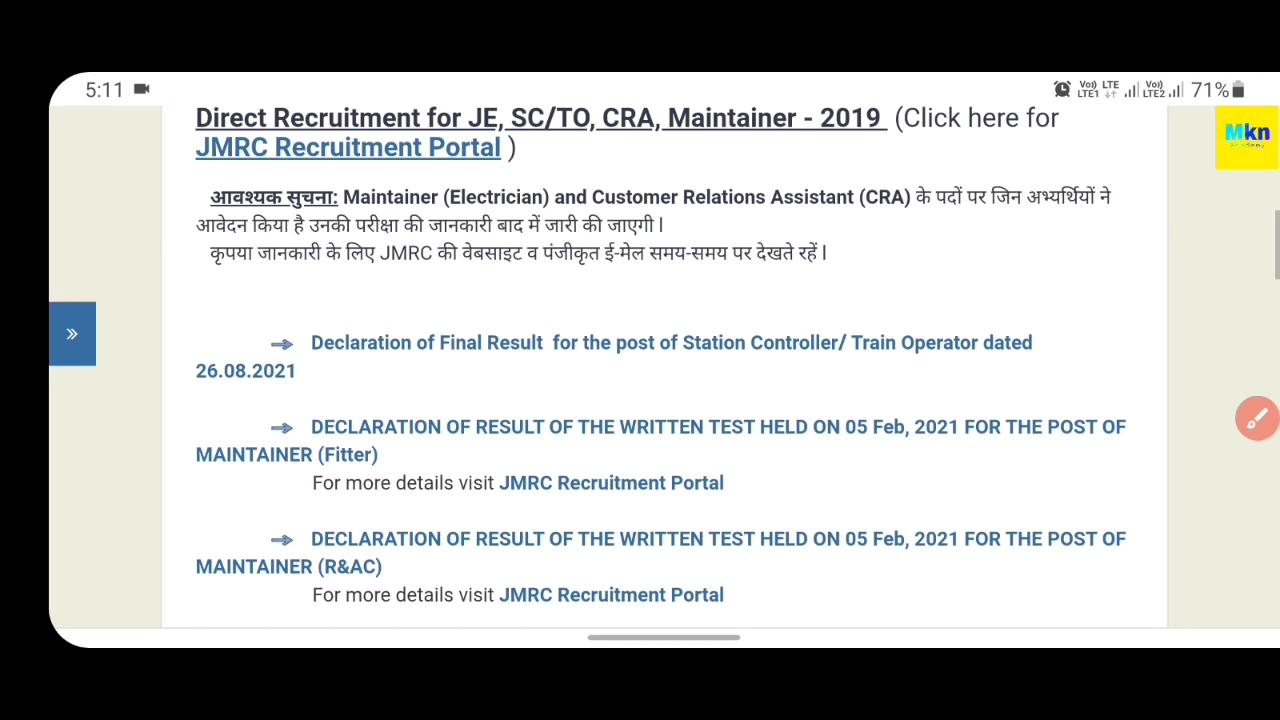 5:11
Vo)) LTE LTE1 Vo)) LTE2 71%
Direct Recruitment for JE, SC/TO, CRA, Maintainer - 2019 (Click here for
JMRC Recruitment Portal )
Mkn
आवश्यक सुचना: Maintainer (Electrician) and Customer Relations Assistant (CRA) के पदों पर जिन अभ्यर्थियों ने
आवेदन किया है उनकी परीक्षा की जानकारी बाद में जारी की जाएगी I
कृपया जानकारी के लिए JMRC की वेबसाइट व पंजीकृत ई-मेल समय-समय पर देखते रहें I
»
Declaration of Final Result for the post of Station Controller/ Train Operator dated
26.08.2021
DECLARATION OF RESULT OF THE WRITTEN TEST HELD ON 05 Feb, 2021 FOR THE POST OF
MAINTAINER (Fitter)
For more details visit JMRC Recruitment Portal
DECLARATION OF RESULT OF THE WRITTEN TEST HELD ON 05 Feb, 2021 FOR THE POST OF
MAINTAINER (R&AC)
For more details visit JMRC Recruitment Portal